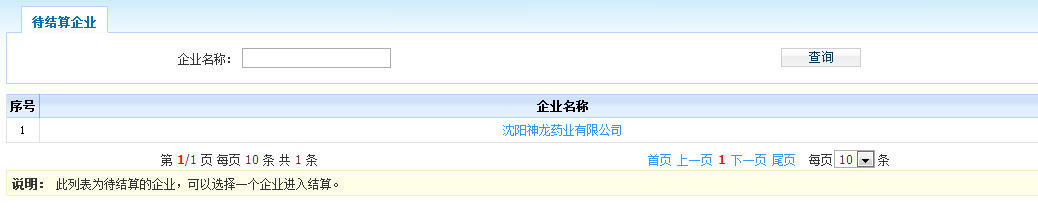 待结算企业
企业名称： 查询
序号 企业名称
1 沈阳神龙药业有限公司
第 1/1 页 每页 10 条 共 1 条 首页 上一页 1 下一页 尾页 每页 10 条
说明： 此列表为待结算的企业，可以选择一个企业进入结算。